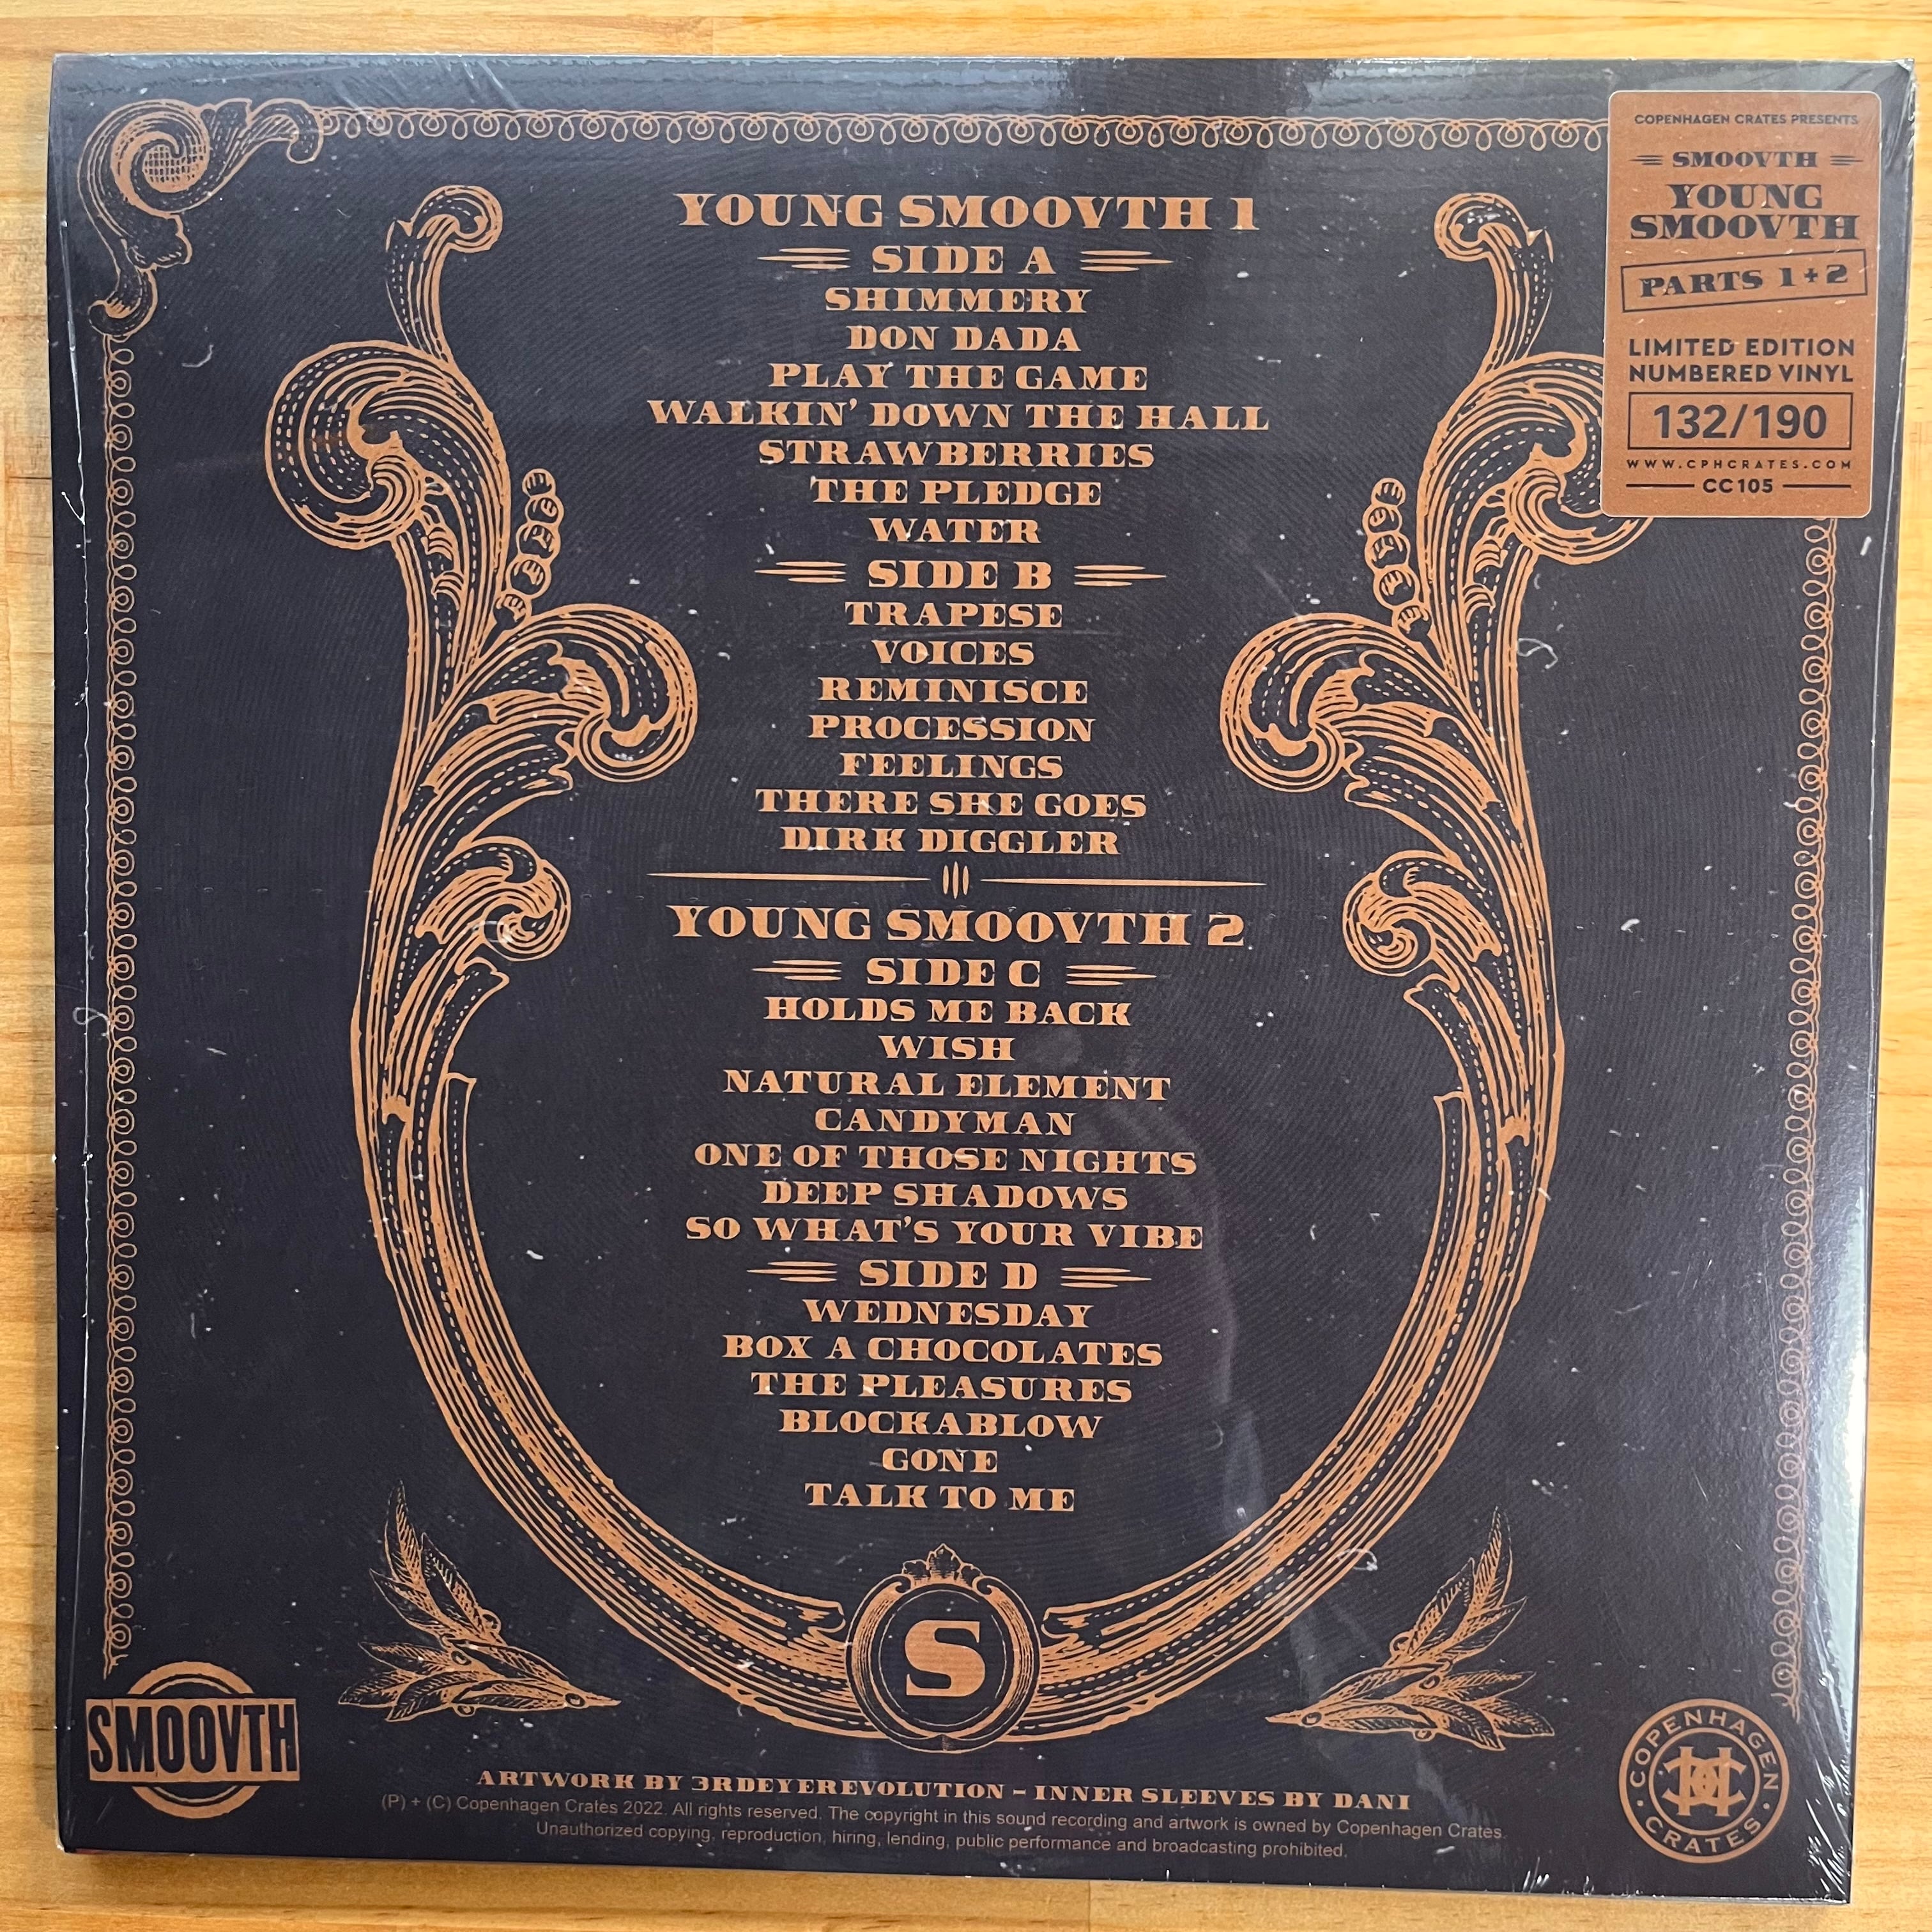 COPENHAGEN CRATES PRESENTS
SMOOVTH
YOUNG
SMOOVTH
PARTS 1+2
LIMITED EDITION
NUMBERED VINYL
132/190
WWW.CPHCRATES.COM
CC105
YOUNG SMOOVTH 1
SIDE A
SHIMMERY
DON DADA
PLAY THE GAME
WALKIN' DOWN THE HALL
STRAWBERRIES
THE PLEDGE
WATER
SIDE B
TRAPESE
VOICES
REMINISCE
PROCESSION
FEELINGS
THERE SHE GOES
DIRK DIGGLER
YOUNG SMOOVTH 2
SIDE C
HOLDS ME BACK
WISH
NATURAL ELEMENT
CANDYMAN
ONE OF THOSE NIGHTS
DEEP SHADOWS
SO WHAT'S YOUR VIBE
SIDE D
WEDNESDAY
BOX A CHOCOLATES
THE PLEASURES
BLOCKABLOW
GONE
TALK TO ME
S
SMOOVTH
COPENHAGEN
CRATES
ARTWORK BY 3RDEYEREVOLUTION – INNER SLEEVES BY DANI
(P) + (C) Copenhagen Crates 2022. All rights reserved. The copyright in this sound recording and artwork is owned by Copenhagen Crates.
Unauthorized copying, reproduction, hiring, lending, public performance and broadcasting prohibited.